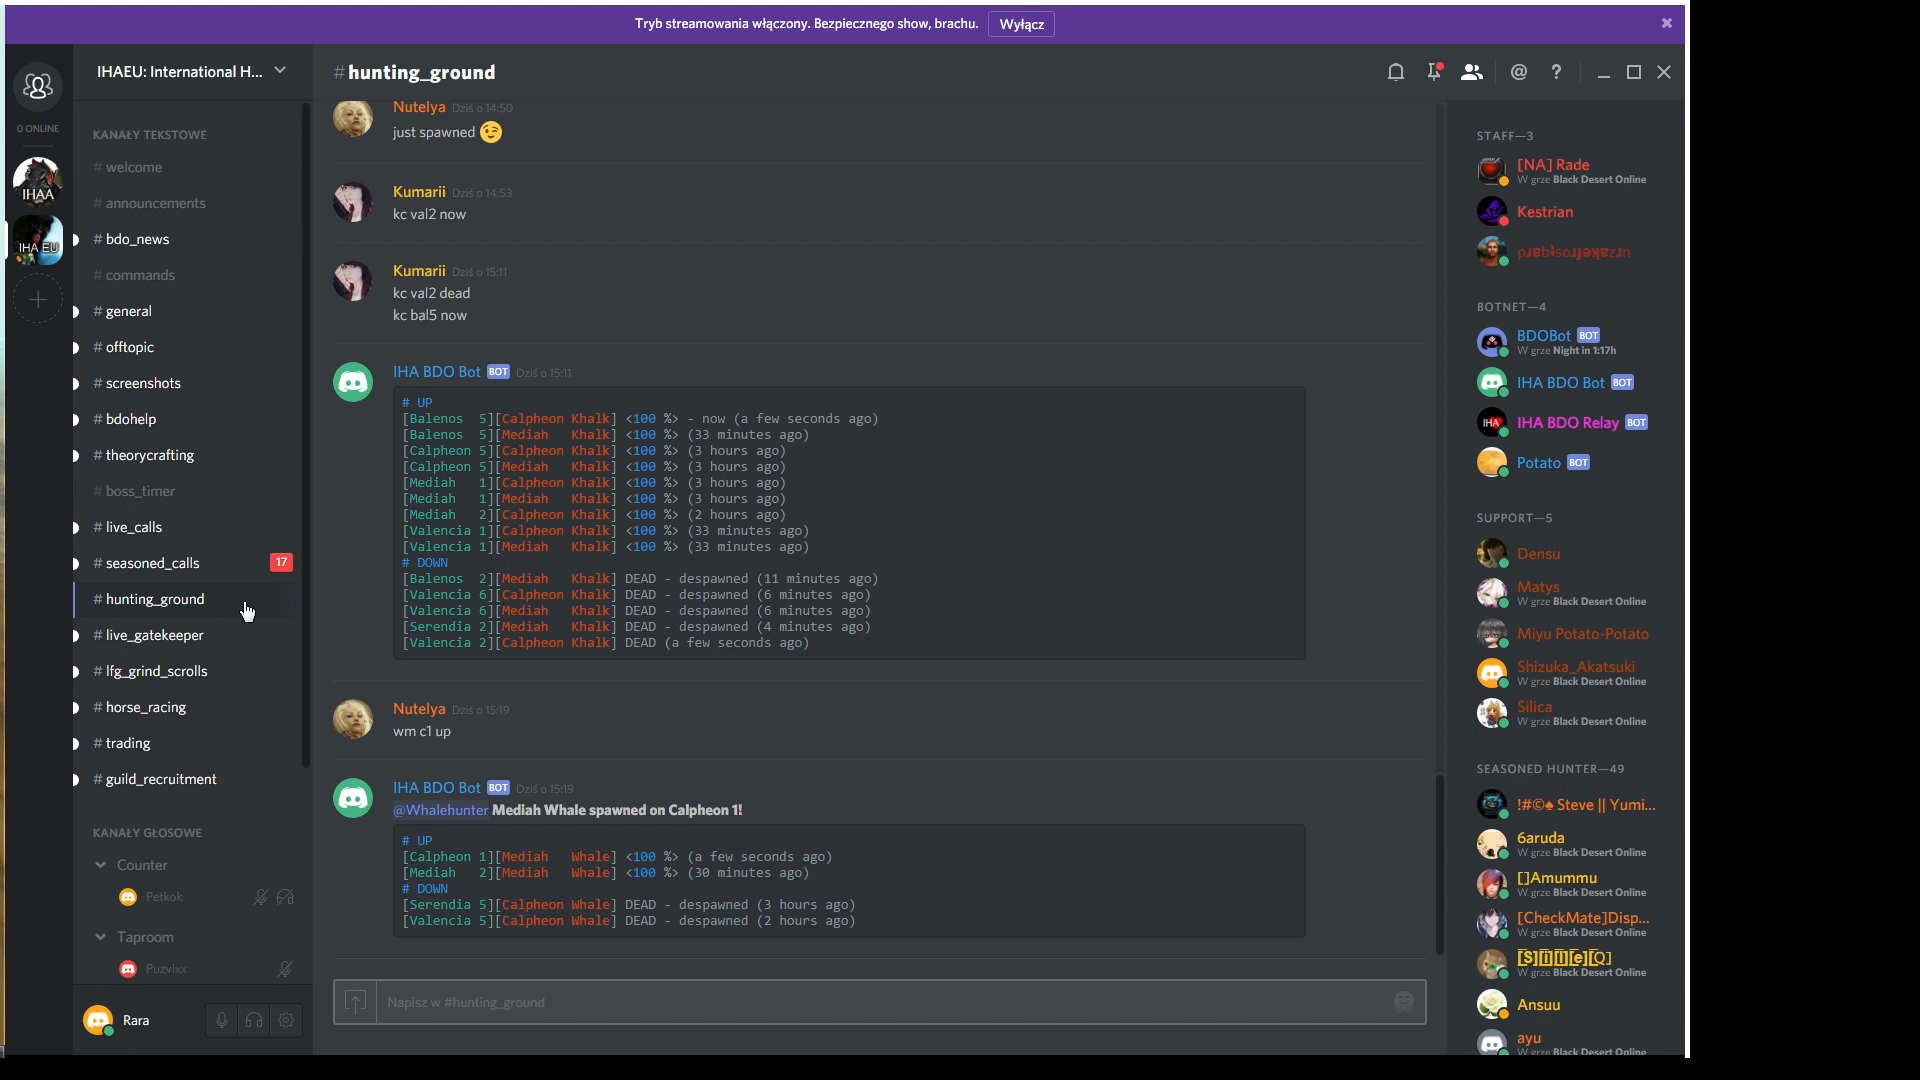 Tryb streamowania włączony. Bezpiecznego show, brachu. Wyłącz
0 ONLINE
IHAA
IHA EU
IHAEU: International H...
KANAŁY TEKSTOWE
# welcome
# announcements
# bdo_news
# commands
# general
# offtopic
# screenshots
# bdohelp
# theorycrafting
# boss_timer
# live_calls
# seasoned_calls 17
# hunting_ground
# live_gatekeeper
# lfg_grind_scrolls
# horse_racing
# trading
# guild_recruitment
KANAŁY GŁOSOWE
Counter
Petkok
Taproom
Puzvixx
Rara
#hunting_ground
Nutelya Dziś o 14:50
just spawned
Kumarii Dziś o 14:53
kc val2 now
Kumarii Dziś o 15:11
kc val2 dead
kc bal5 now
IHA BDO Bot BOT Dziś o 15:11
# UP
[Balenos  5][Calpheon Khalk] <100 %> - now (a few seconds ago)
[Balenos  5][Mediah   Khalk] <100 %> (33 minutes ago)
[Calpheon 5][Calpheon Khalk] <100 %> (3 hours ago)
[Calpheon 5][Mediah   Khalk] <100 %> (3 hours ago)
[Mediah   1][Calpheon Khalk] <100 %> (3 hours ago)
[Mediah   1][Mediah   Khalk] <100 %> (3 hours ago)
[Mediah   2][Calpheon Khalk] <100 %> (2 hours ago)
[Valencia 1][Calpheon Khalk] <100 %> (33 minutes ago)
[Valencia 1][Mediah   Khalk] <100 %> (33 minutes ago)
# DOWN
[Balenos  2][Mediah   Khalk] DEAD - despawned (11 minutes ago)
[Valencia 6][Calpheon Khalk] DEAD - despawned (6 minutes ago)
[Valencia 6][Mediah   Khalk] DEAD - despawned (6 minutes ago)
[Serendia 2][Mediah   Khalk] DEAD - despawned (4 minutes ago)
[Valencia 2][Calpheon Khalk] DEAD (a few seconds ago)
Nutelya Dziś o 15:19
wm c1 up
IHA BDO Bot BOT Dziś o 15:19
@Whalehunter Mediah Whale spawned on Calpheon 1!
# UP
[Calpheon 1][Mediah   Whale] <100 %> (a few seconds ago)
[Mediah   2][Mediah   Whale] <100 %> (30 minutes ago)
# DOWN
[Serendia 5][Calpheon Whale] DEAD - despawned (3 hours ago)
[Valencia 5][Calpheon Whale] DEAD - despawned (2 hours ago)
Napisz w #hunting_ground
STAFF—3
[NA] Rade
W grze Black Desert Online
Kestrian
BOTNET—4
BDOBot BOT
W grze Night in 1:17h
IHA BDO Bot BOT
IHA
IHA BDO Relay BOT
Potato BOT
SUPPORT—5
Densu
Matys
W grze Black Desert Online
Miyu Potato-Potato
Shizuka_Akatsuki
W grze Black Desert Online
Silica
W grze Black Desert Online
SEASONED HUNTER—49
!#©♠ Steve || Yumi...
6aruda
W grze Black Desert Online
[]Amummu
W grze Black Desert Online
[CheckMate]Disp...
W grze Black Desert Online
W grze Black Desert Online
Ansuu
ayu
W grze Black Desert Online